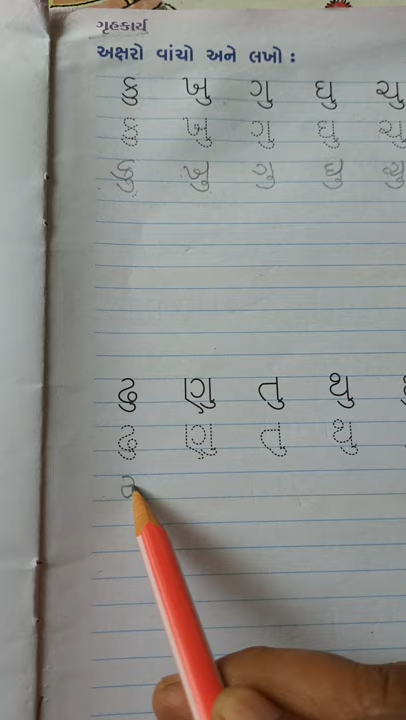 ગૃહકાર્ય
અક્ષરો વાંચો અને લખો :
કુ ખુ ગુ ઘુ ચુ
કુ ખુ ગુ ઘુ ચુ
કુ ખુ ગુ ઘુ ચુ
ઢુ ણુ તુ થુ
ઢુ ણુ તુ થુ